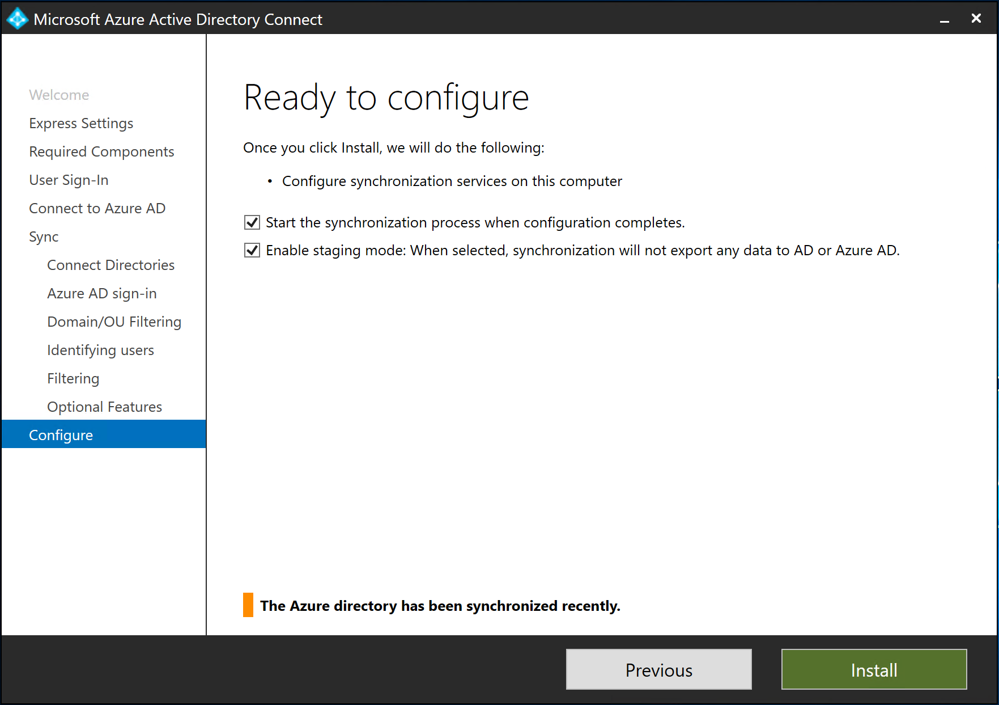 Microsoft Azure Active Directory Connect
Welcome
Express Settings
Required Components
User Sign-In
Connect to Azure AD
Sync
Connect Directories
Azure AD sign-in
Domain/OU Filtering
Identifying users
Filtering
Optional Features
Configure
Ready to configure
Once you click Install, we will do the following:
• Configure synchronization services on this computer
Start the synchronization process when configuration completes.
Enable staging mode: When selected, synchronization will not export any data to AD or Azure AD.
The Azure directory has been synchronized recently.
Previous
Install